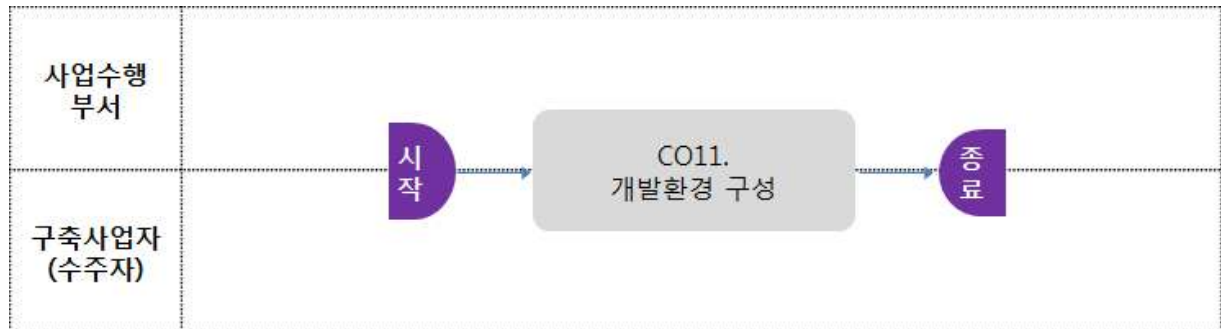 사업수행
부서
시
작
CO11.
개발환경 구성
종
료
구축사업자
(수주자)